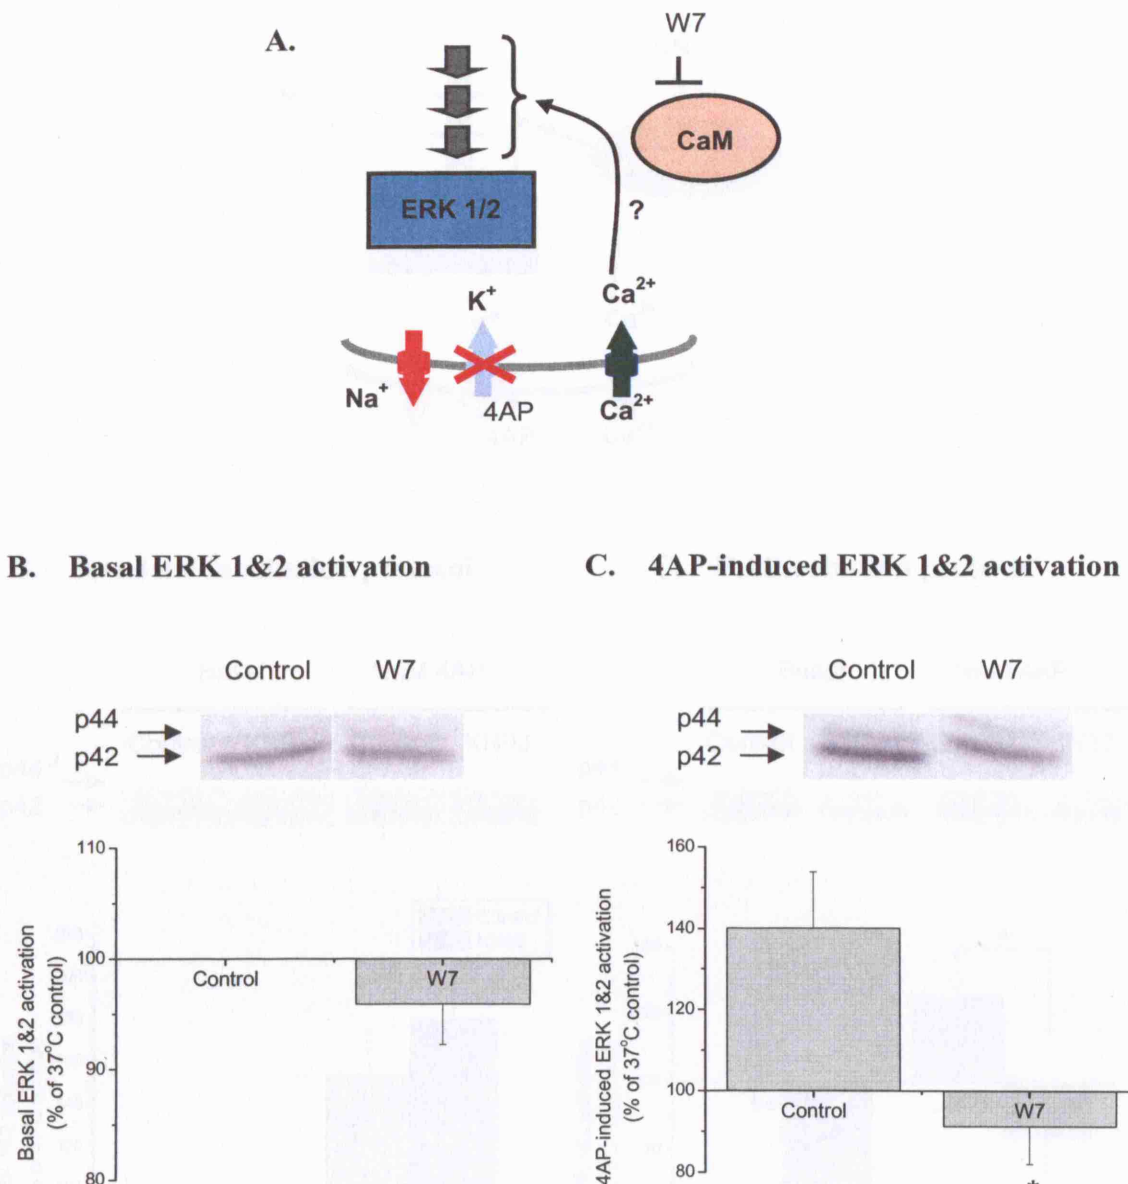 A.
W7
CaM
ERK 1/2
?
K+
Ca2+
Na+
4AP
Ca2+
B. Basal ERK 1&2 activation
Control W7
p44
p42
110
100
90
80
Basal ERK 1&2 activation
(% of 37°C control)
Control
W7
C. 4AP-induced ERK 1&2 activation
Control W7
p44
p42
160
140
120
100
80
4AP-induced ERK 1&2 activation
(% of 37°C control)
Control
W7
*